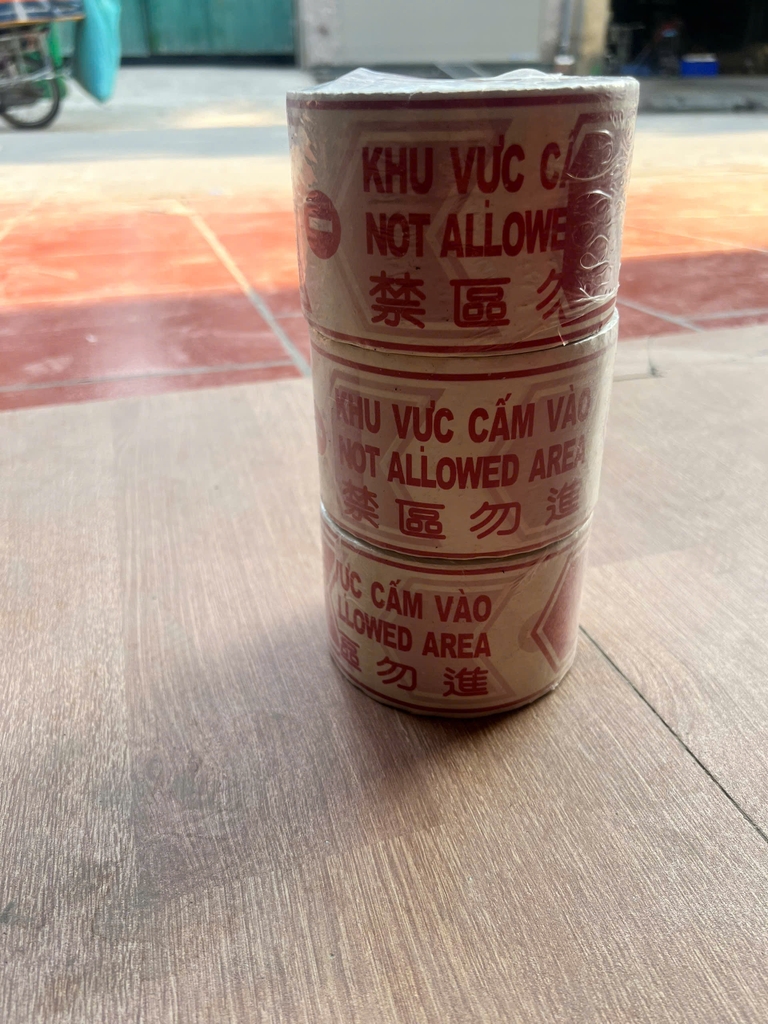 KHU VỰC
NOT ALLOWE
禁區勿
KHU VỰC CẤM VÀO
NOT ALLOWED AREA
禁區勿進
CẤM VÀO
LLOWED AREA
區勿進